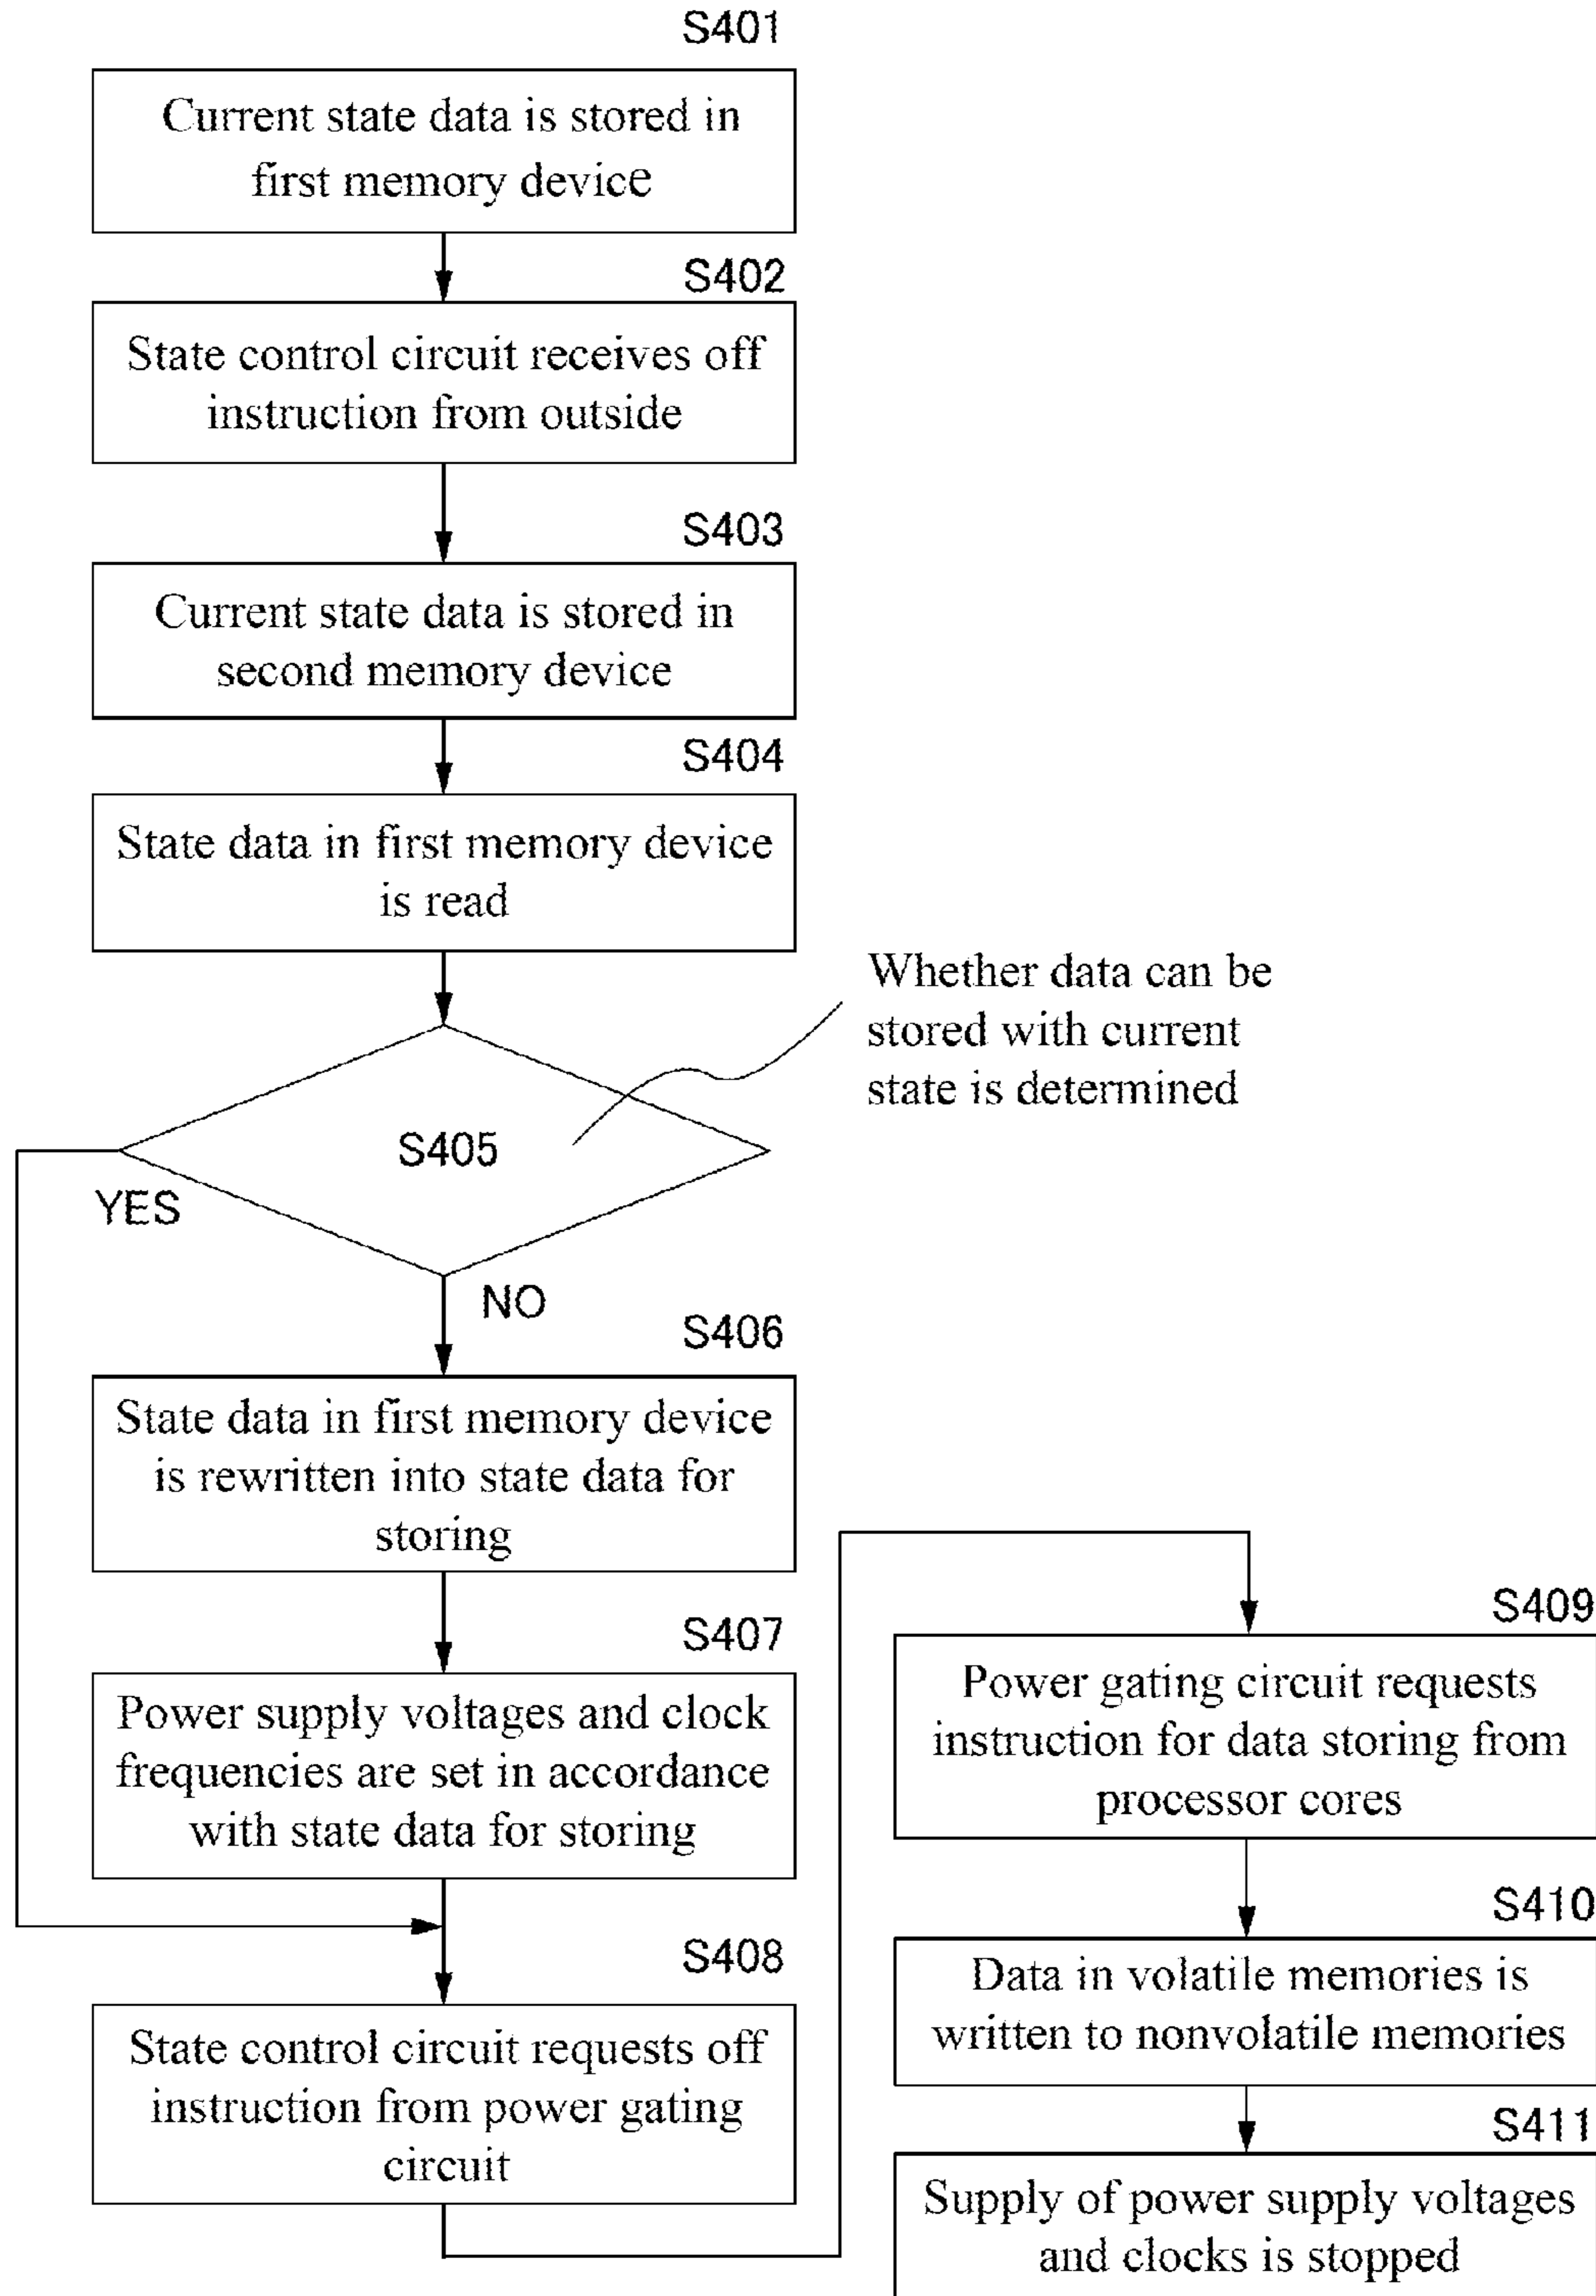 S401
Current state data is stored in
first memory device
S402
State control circuit receives off
instruction from outside
S403
Current state data is stored in
second memory device
S404
State data in first memory device
is read
Whether data can be
stored with current
state is determined
S405
YES
NO
S406
State data in first memory device
is rewritten into state data for
storing
S407
Power supply voltages and clock
frequencies are set in accordance
with state data for storing
S408
State control circuit requests off
instruction from power gating
circuit
S409
Power gating circuit requests
instruction for data storing from
processor cores
S410
Data in volatile memories is
written to nonvolatile memories
S411
Supply of power supply voltages
and clocks is stopped